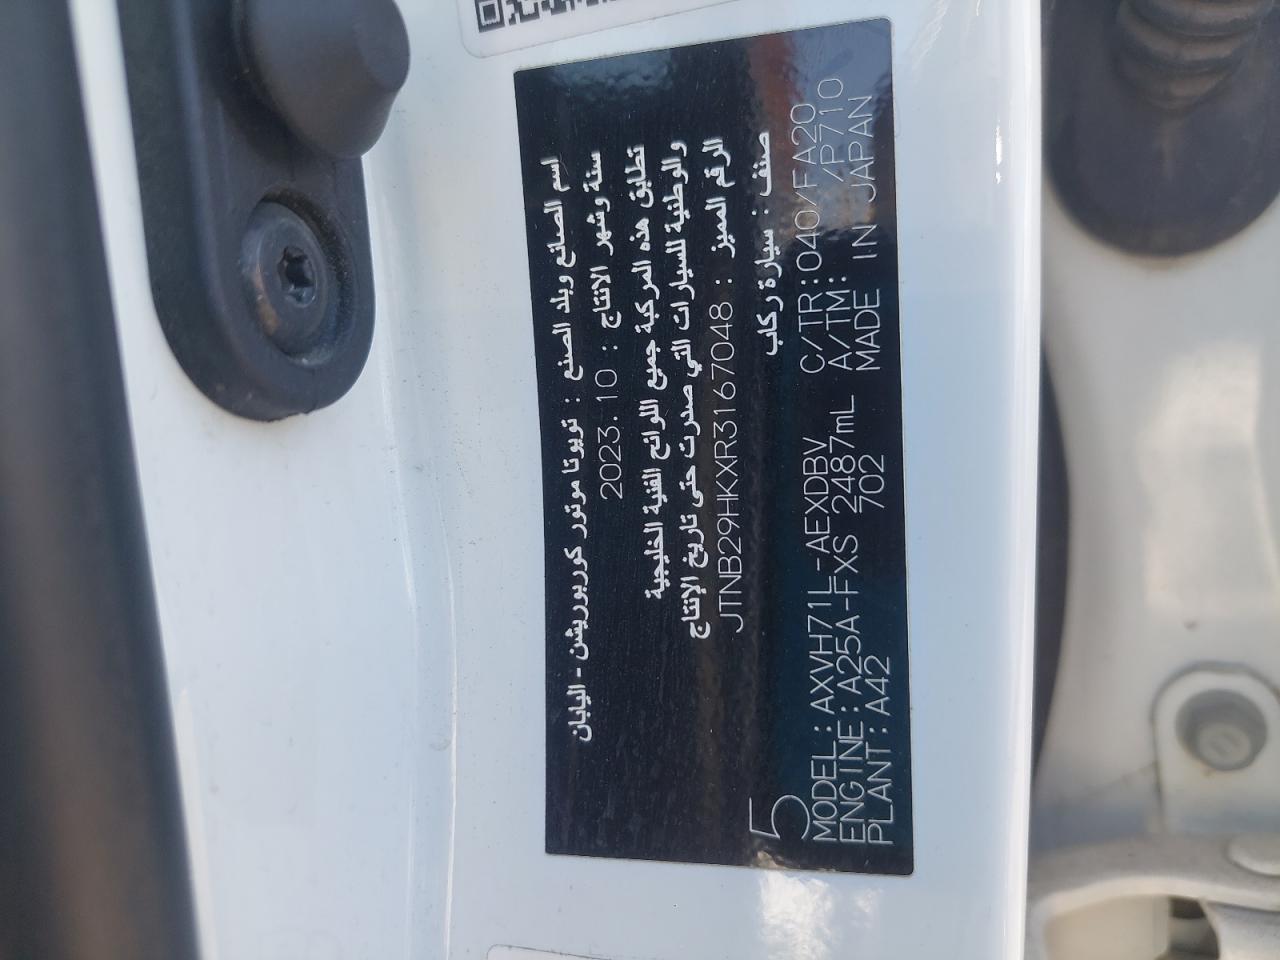 اسم الصانع وبلد الصنع : تويوتا موتور كوربوريشن - اليابان
سنة وشهر الانتاج : 2023.10
تطابق هذه المركبة جميع اللوائح الفنية الخليجية
والوطنية للسيارات التي صدرت حتى تاريخ الإنتاج
الرقم المميز : JTNB29HKXR3167048
صنف : سيارة ركاب
5
MODEL:AXVH71L-AEXDBV C/TR:040/FA20
ENGINE:A25A-FXS 2487mL A/TM: /P710
PLANT:A42 702 MADE IN JAPAN